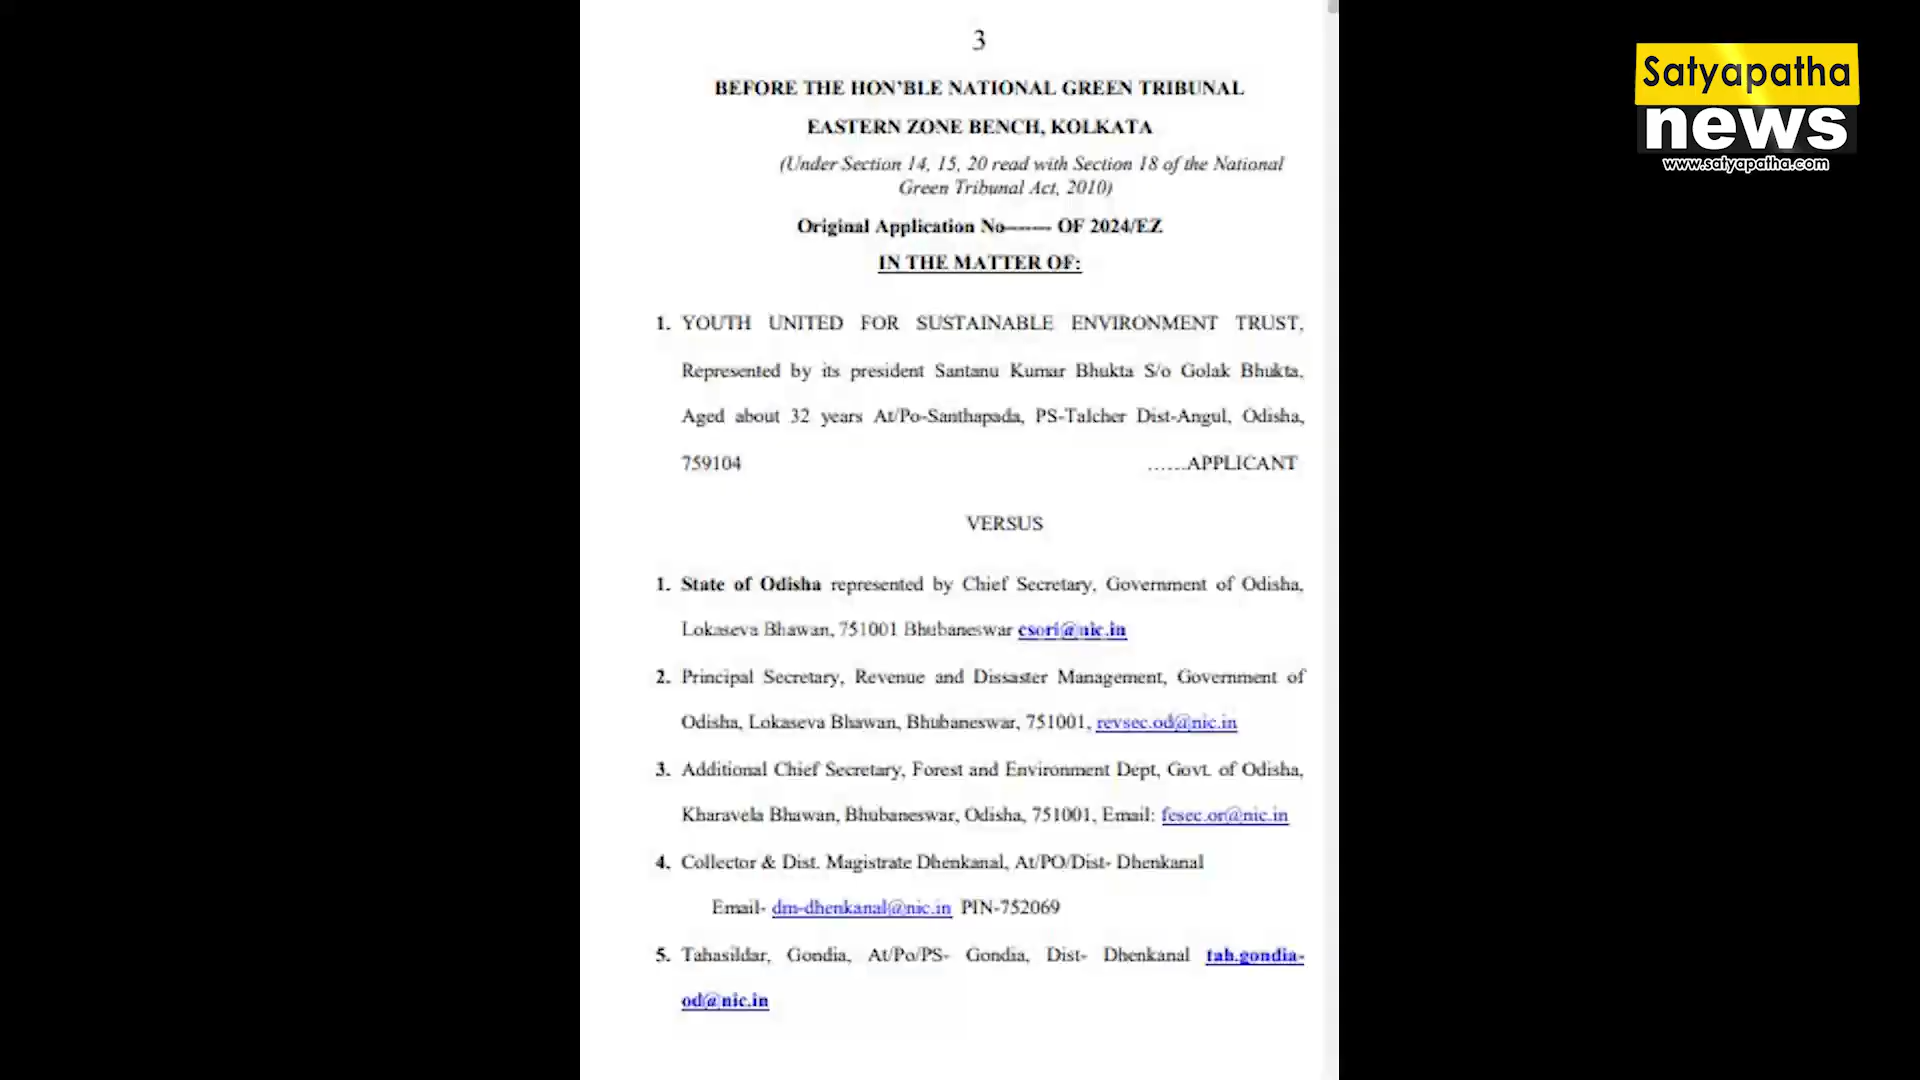 3
BEFORE THE HON'BLE NATIONAL GREEN TRIBUNAL
EASTERN ZONE BENCH, KOLKATA
(Under Section 14, 15, 20 read with Section 18 of the National
Green Tribunal Act, 2010)
Original Application No------- OF 2024/EZ
IN THE MATTER OF:
1. YOUTH UNITED FOR SUSTAINABLE ENVIRONMENT TRUST,
Represented by its president Santanu Kumar Bhukta S/o Golak Bhukta,
Aged about 32 years At/Po-Santhapada, PS-Talcher Dist-Angul, Odisha,
759104 ......APPLICANT
VERSUS
1. State of Odisha represented by Chief Secretary, Government of Odisha,
Lokaseva Bhawan, 751001 Bhubaneswar csori@nic.in
2. Principal Secretary, Revenue and Dissaster Management, Government of
Odisha, Lokaseva Bhawan, Bhubaneswar, 751001, revsec.od@nic.in
3. Additional Chief Secretary, Forest and Environment Dept, Govt. of Odisha,
Kharavela Bhawan, Bhubaneswar, Odisha, 751001, Email: fesec.or@nic.in
4. Collector & Dist. Magistrate Dhenkanal, At/PO/Dist- Dhenkanal
Email- dm-dhenkanal@nic.in PIN-752069
5. Tahasildar, Gondia, At/Po/PS- Gondia, Dist- Dhenkanal tah.gondia-
od@nic.in
Satyapatha
news
www.satyapatha.com